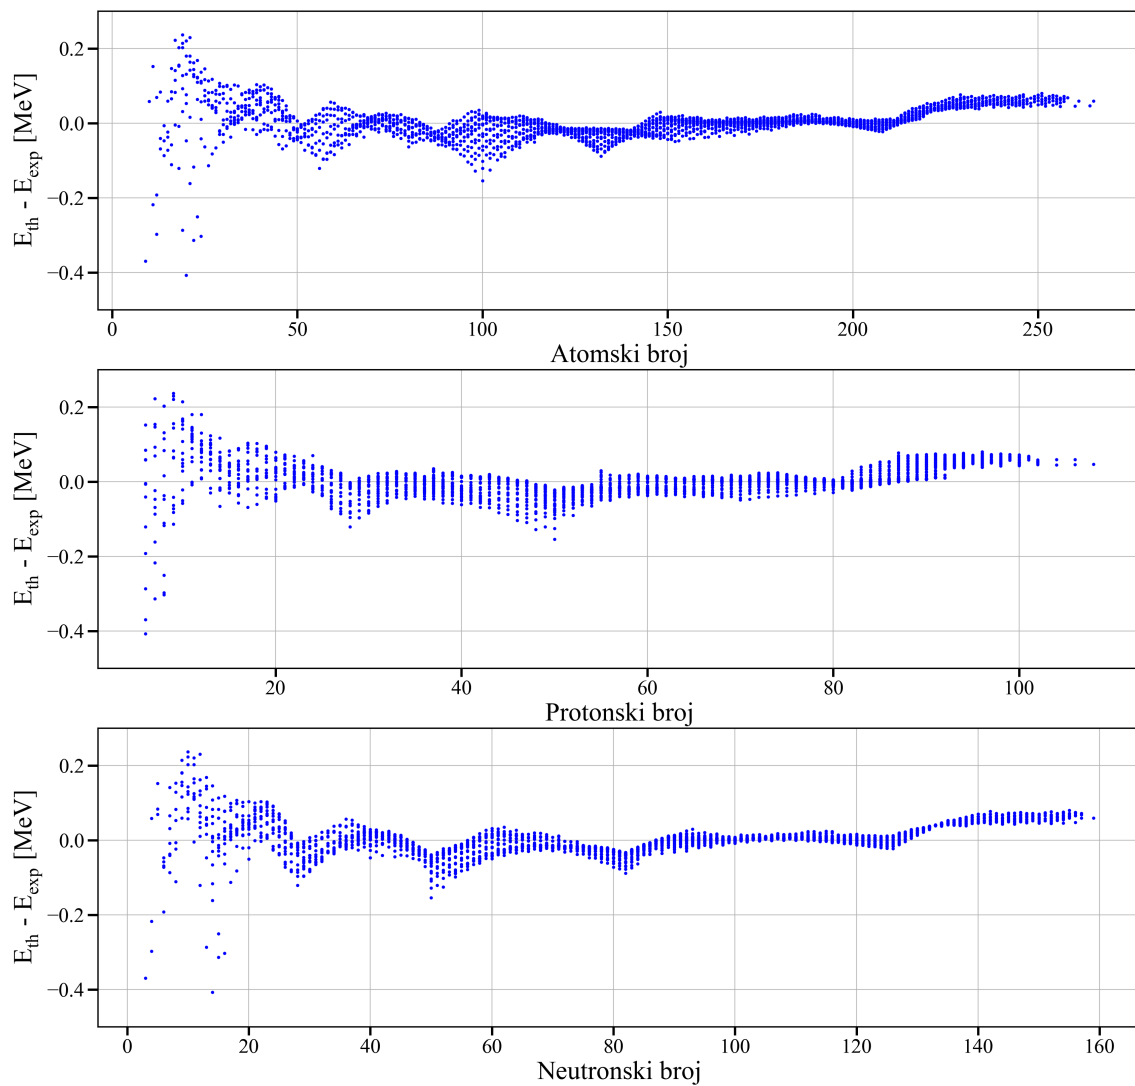 0.2
0.0
−0.2
−0.4
E_th - E_exp [MeV]
0 50 100 150 200 250
Atomski broj
0.2
0.0
−0.2
−0.4
E_th - E_exp [MeV]
20 40 60 80 100
Protonski broj
0.2
0.0
−0.2
−0.4
E_th - E_exp [MeV]
0 20 40 60 80 100 120 140 160
Neutronski broj